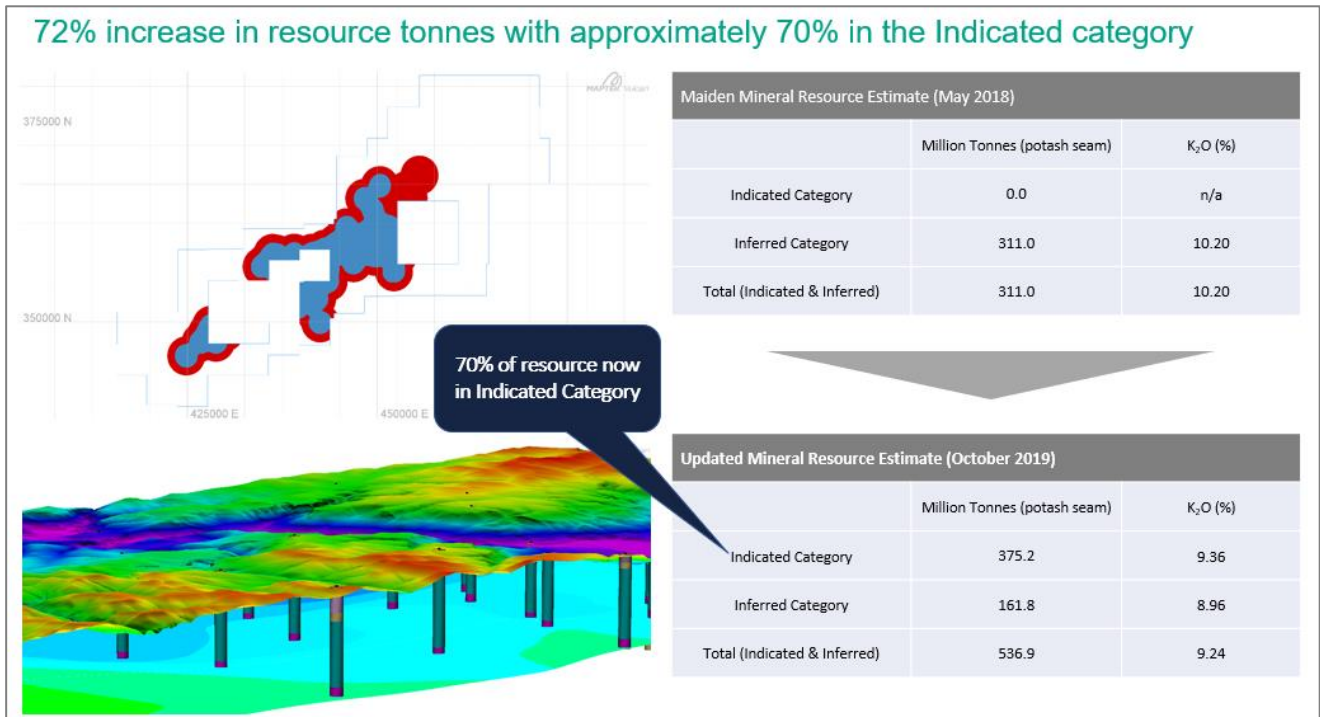 72% increase in resource tonnes with approximately 70% in the Indicated category
MAPTEK Vulcan
375000 N
350000 N
425000 E
450000 E
70% of resource now
in Indicated Category
Maiden Mineral Resource Estimate (May 2018)
Million Tonnes (potash seam) K₂O (%)
Indicated Category 0.0 n/a
Inferred Category 311.0 10.20
Total (Indicated & Inferred) 311.0 10.20
Updated Mineral Resource Estimate (October 2019)
Million Tonnes (potash seam) K₂O (%)
Indicated Category 375.2 9.36
Inferred Category 161.8 8.96
Total (Indicated & Inferred) 536.9 9.24